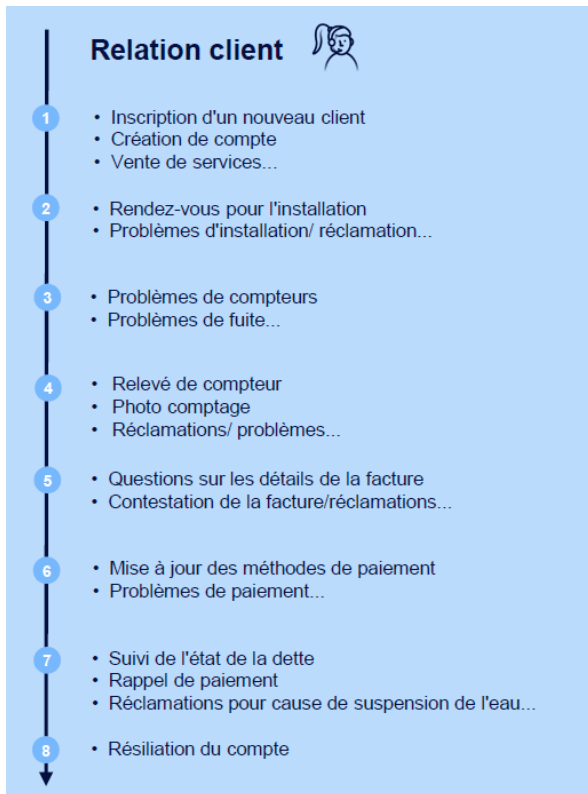 Relation client
1
• Inscription d'un nouveau client
• Création de compte
• Vente de services...
2
• Rendez-vous pour l'installation
• Problèmes d'installation/ réclamation...
3
• Problèmes de compteurs
• Problèmes de fuite...
4
• Relevé de compteur
• Photo comptage
• Réclamations/ problèmes...
5
• Questions sur les détails de la facture
• Contestation de la facture/réclamations...
6
• Mise à jour des méthodes de paiement
• Problèmes de paiement...
7
• Suivi de l'état de la dette
• Rappel de paiement
• Réclamations pour cause de suspension de l'eau...
8
• Résiliation du compte